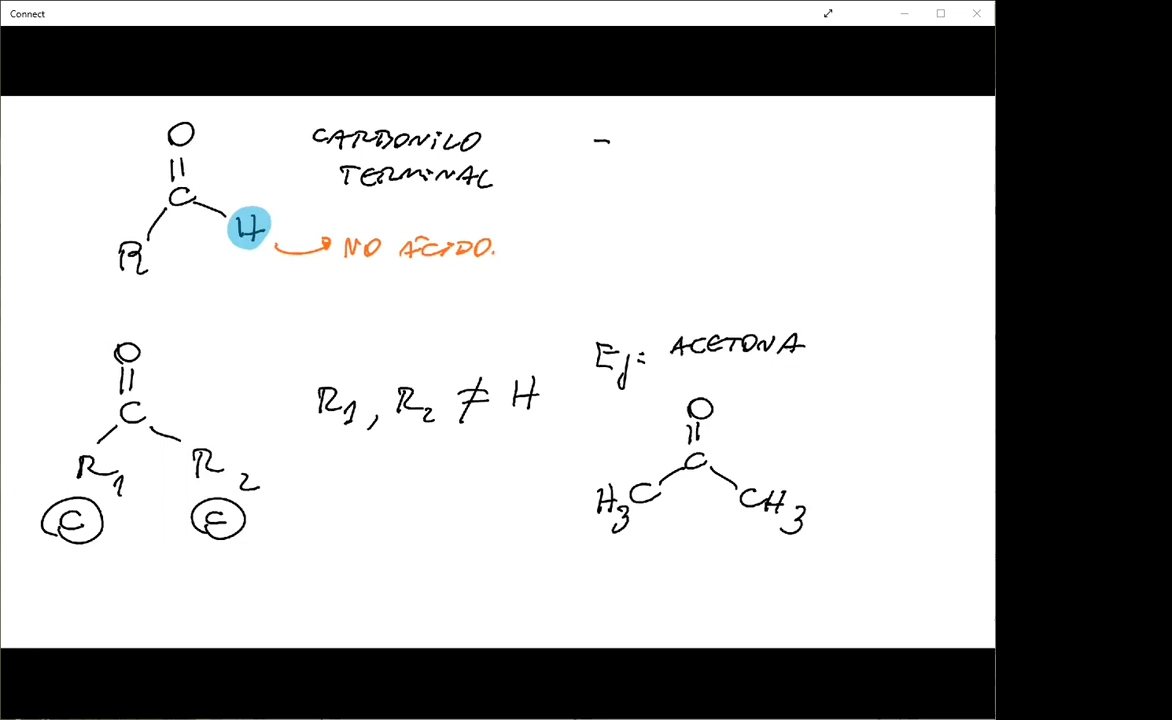 Connect
O
CARBONiLO
–
||
TERMINAL
C
H
R
NO ÁCIDO.
O
Ej: ACETONA
||
R1, R2 ≠ H
C
O
||
R1 R2
C
H3C CH3
C C